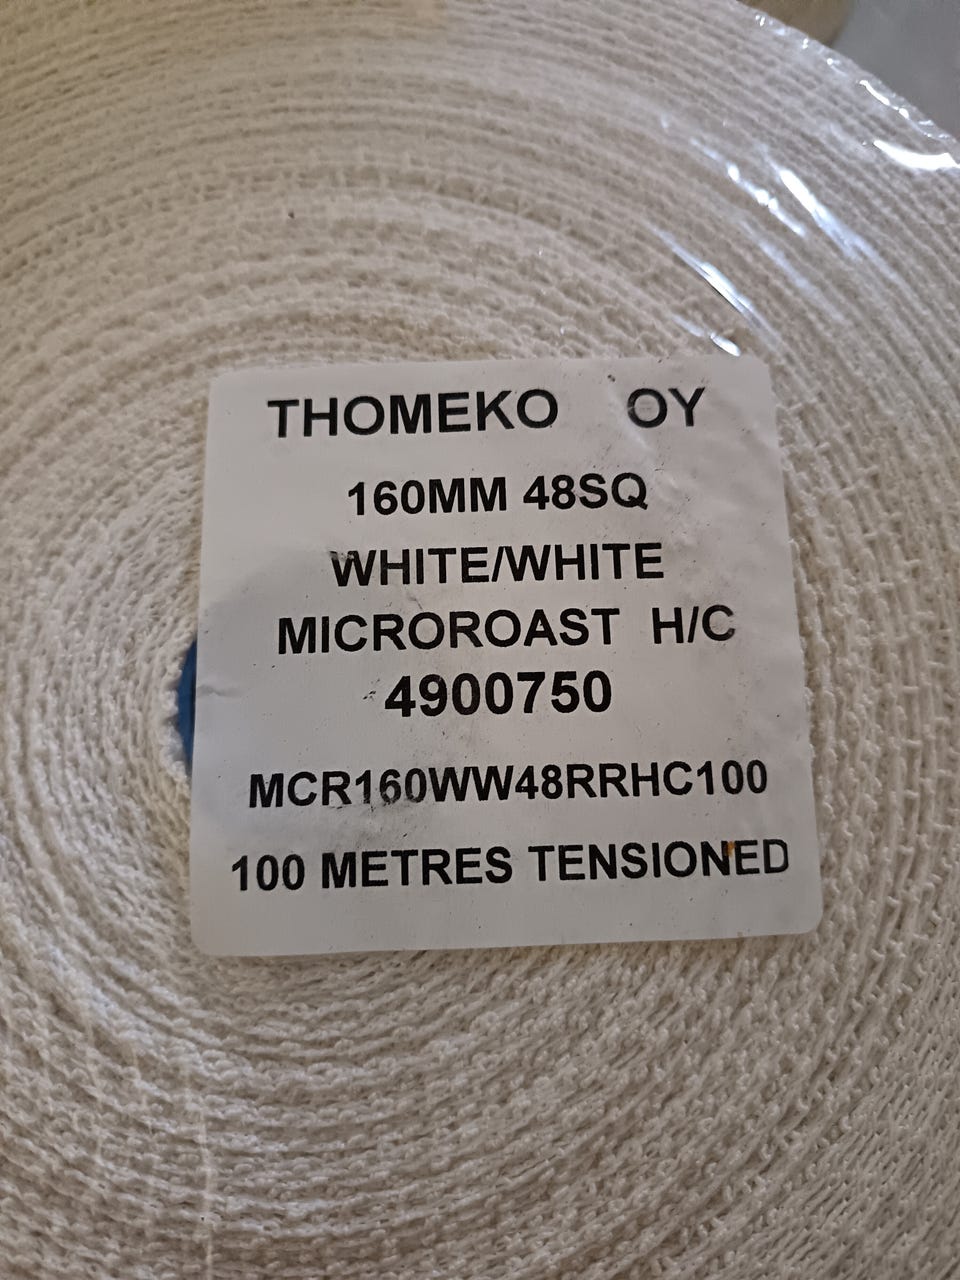 THOMEKO OY
160MM 48SQ
WHITE/WHITE
MICROROAST H/C
4900750
MCR160WW48RRHC100
100 METRES TENSIONED